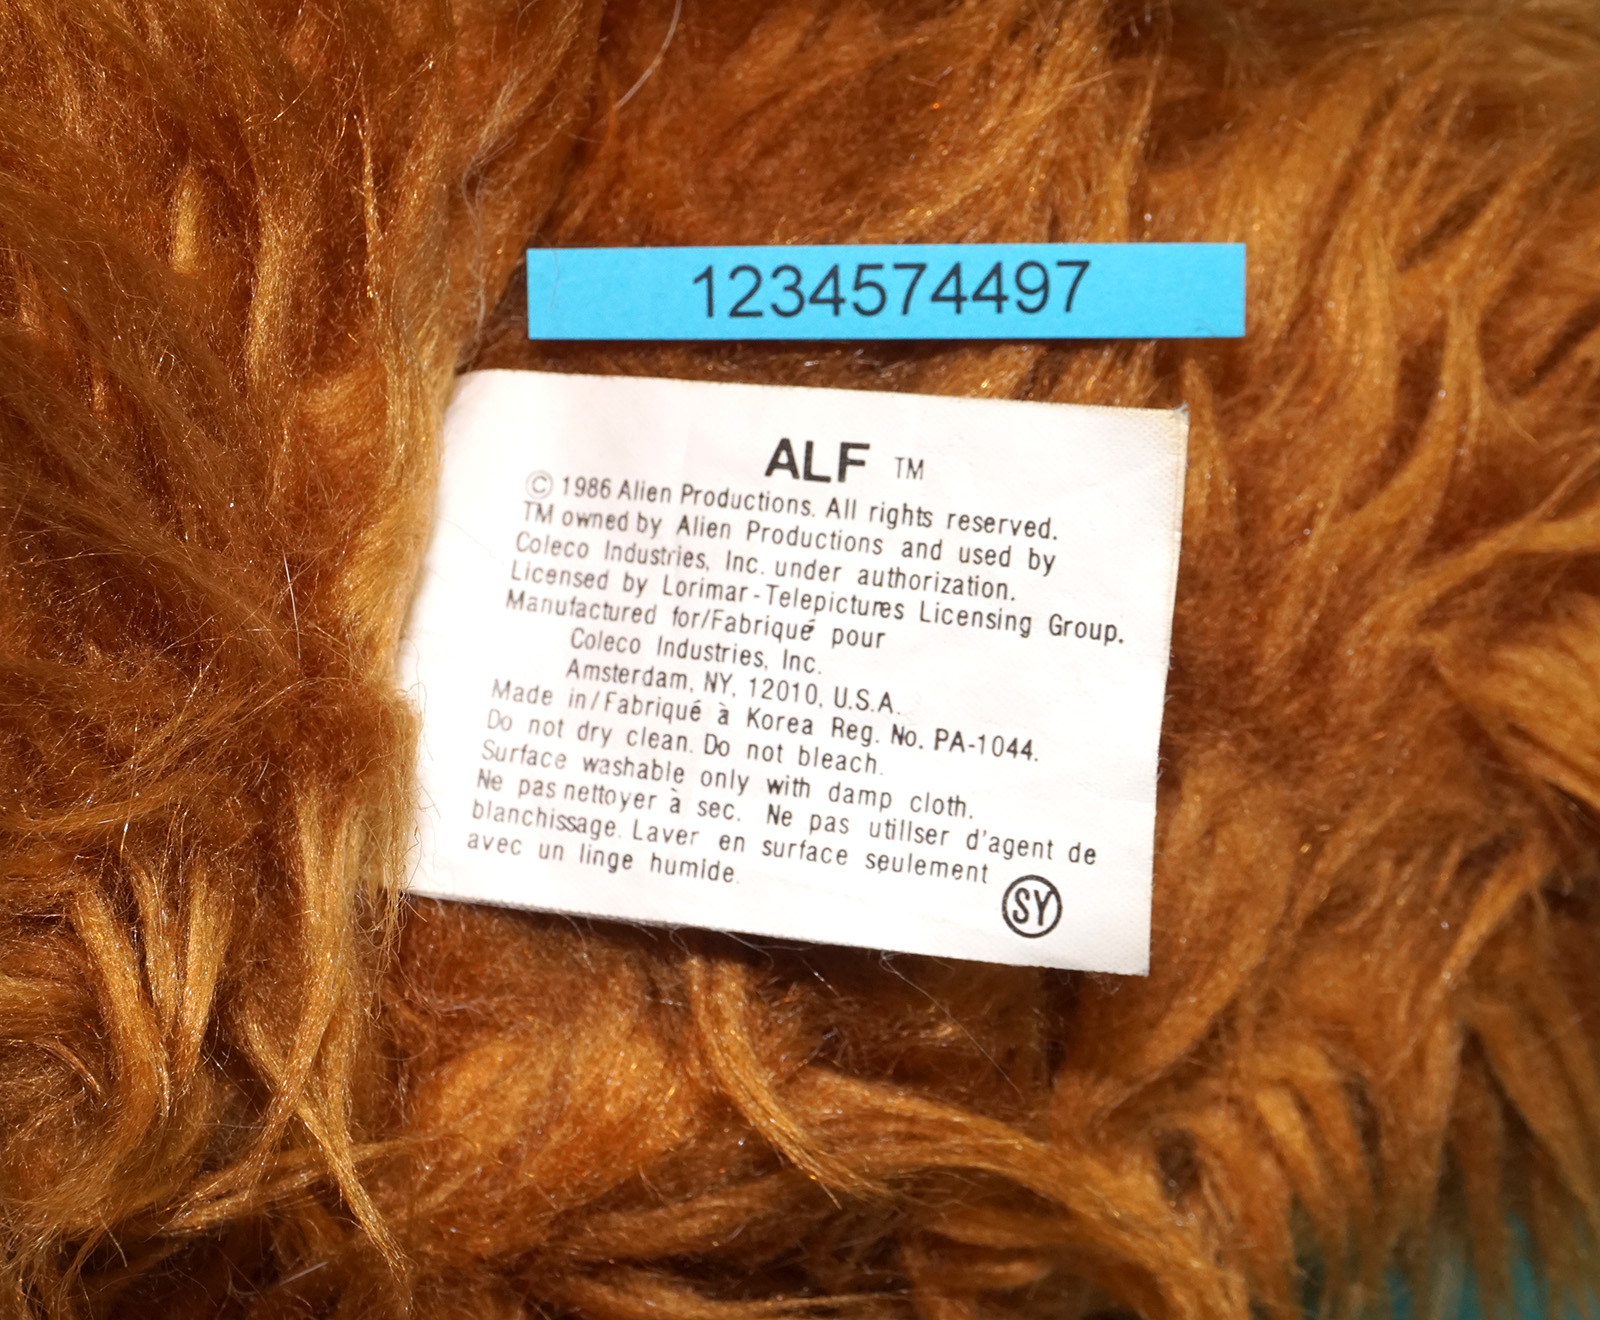 1234574497
ALF TM
© 1986 Alien Productions. All rights reserved.
TM owned by Alien Productions and used by
Coleco Industries, Inc. under authorization.
Licensed by Lorimar-Telepictures Licensing Group.
Manufactured for/Fabriqué pour
Coleco Industries, Inc.
Amsterdam, NY, 12010, U.S.A.
Made in/Fabriqué à Korea Reg. No. PA-1044.
Do not dry clean. Do not bleach.
Surface washable only with damp cloth.
Ne pas nettoyer à sec. Ne pas utillser d'agent de
blanchissage. Laver en surface seulement
avec un linge humide.
SY